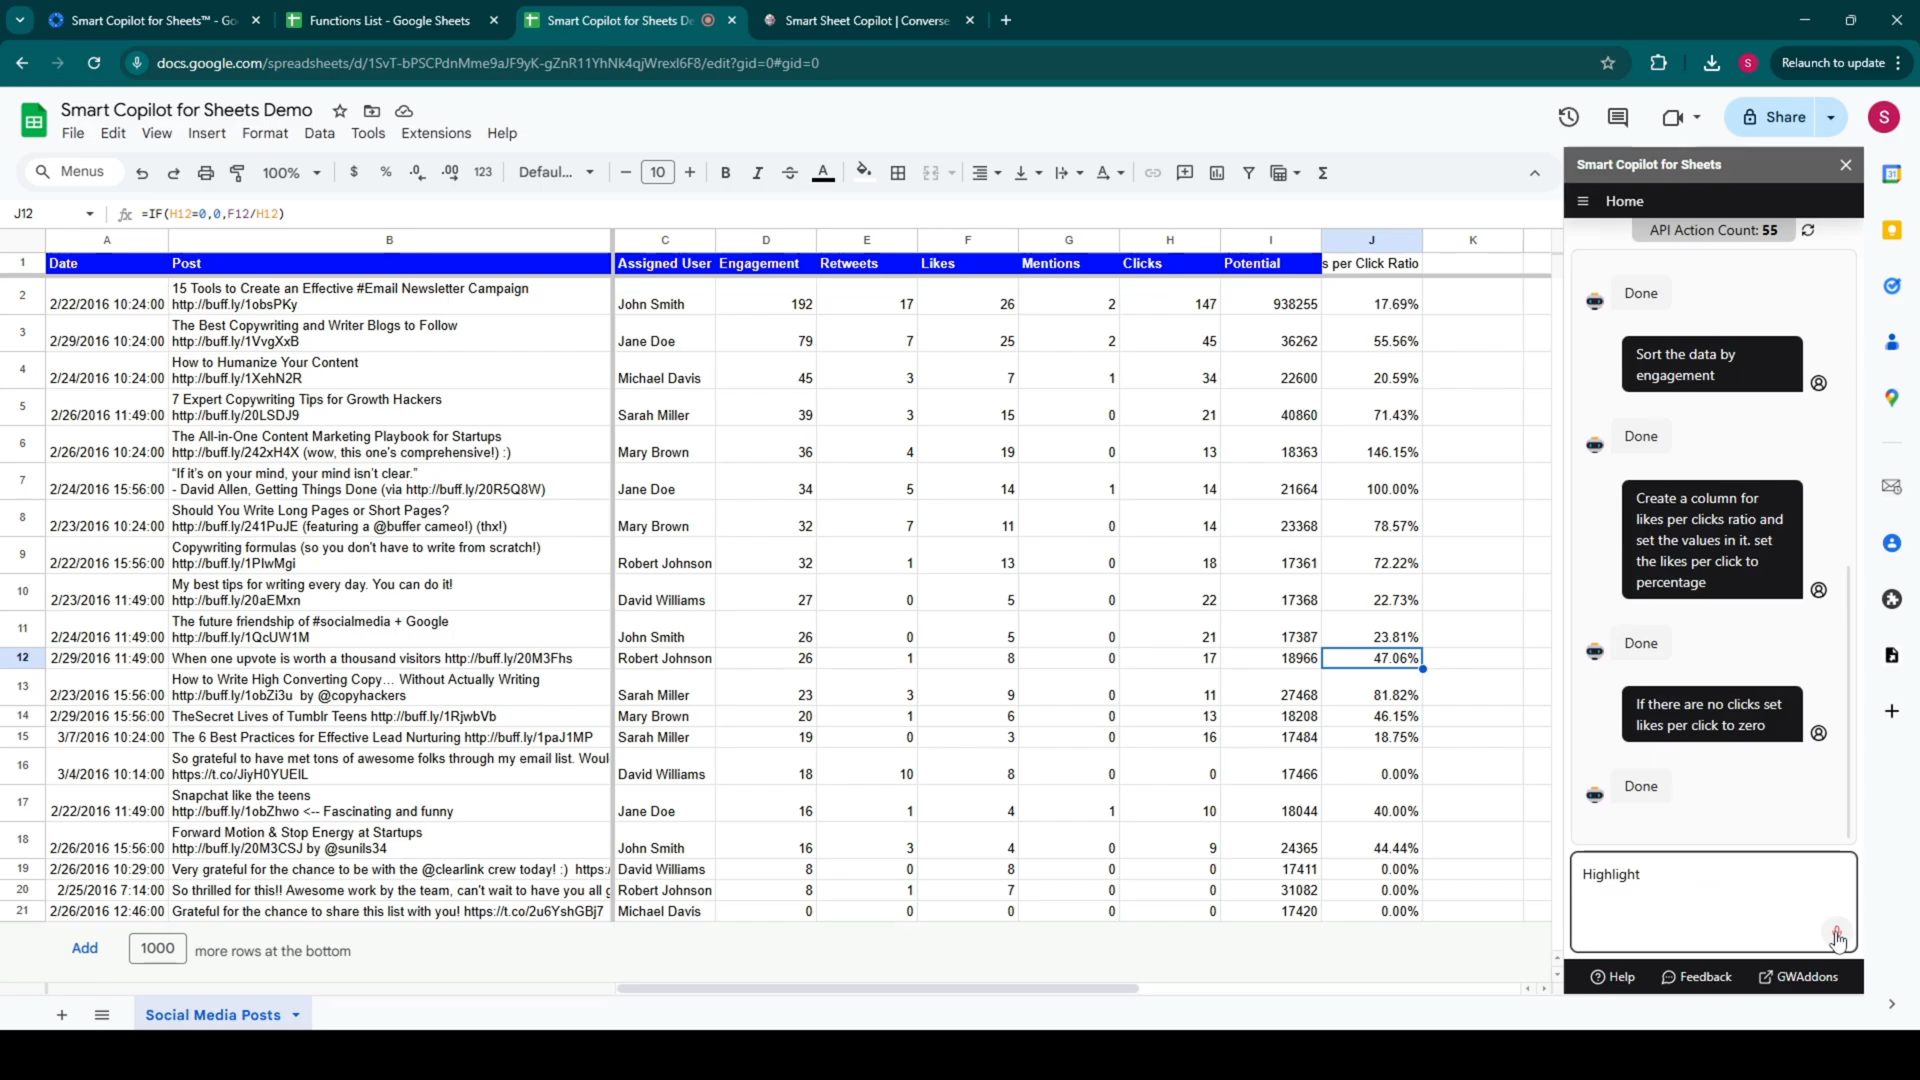 Smart Copilot for Sheets™ - Go
Functions List - Google Sheets
Smart Copilot for Sheets De
Smart Sheet Copilot | Converse
docs.google.com/spreadsheets/d/1SvT-bPSCPdnMme9aJF9yK-gZnR11YhNk4qjWrexl6F8/edit?gid=0#gid=0
S
Relaunch to update
Smart Copilot for Sheets Demo
File Edit View Insert Format Data Tools Extensions Help
Share
S
Menus
100%
$ % .0 .00 123
Defaul...
10
B I A
Smart Copilot for Sheets
J12
fx =IF(H12=0,0,F12/H12)
Home
A B C D E F G H I J K
API Action Count: 55
1 Date Post Assigned User Engagement Retweets Likes Mentions Clicks Potential s per Click Ratio
15 Tools to Create an Effective #Email Newsletter Campaign
2 2/22/2016 10:24:00 http://buff.ly/1obsPKy John Smith 192 17 26 2 147 938255 17.69%
The Best Copywriting and Writer Blogs to Follow
3 2/29/2016 10:24:00 http://buff.ly/1VvgXxB Jane Doe 79 7 25 2 45 36262 55.56%
How to Humanize Your Content
4 2/24/2016 10:24:00 http://buff.ly/1XehN2R Michael Davis 45 3 7 1 34 22600 20.59%
7 Expert Copywriting Tips for Growth Hackers
5 2/26/2016 11:49:00 http://buff.ly/20LSDJ9 Sarah Miller 39 3 15 0 21 40860 71.43%
The All-in-One Content Marketing Playbook for Startups
6 2/26/2016 10:24:00 http://buff.ly/242xH4X (wow, this one's comprehensive!) :) Mary Brown 36 4 19 0 13 18363 146.15%
“If it's on your mind, your mind isn't clear.”
7 2/24/2016 15:56:00 - David Allen, Getting Things Done (via http://buff.ly/20R5Q8W) Jane Doe 34 5 14 1 14 21664 100.00%
Should You Write Long Pages or Short Pages?
8 2/23/2016 10:24:00 http://buff.ly/241PuJE (featuring a @buffer cameo!) (thx!) Mary Brown 32 7 11 0 14 23368 78.57%
Copywriting formulas (so you don't have to write from scratch!)
9 2/22/2016 15:56:00 http://buff.ly/1PIwMgi Robert Johnson 32 1 13 0 18 17361 72.22%
My best tips for writing every day. You can do it!
10 2/23/2016 11:49:00 http://buff.ly/20aEMxn David Williams 27 0 5 0 22 17368 22.73%
The future friendship of #socialmedia + Google
11 2/24/2016 11:49:00 http://buff.ly/1QcUW1M John Smith 26 0 5 0 21 17387 23.81%
12 2/29/2016 11:49:00 When one upvote is worth a thousand visitors http://buff.ly/20M3Fhs Robert Johnson 26 1 8 0 17 18966 47.06%
How to Write High Converting Copy… Without Actually Writing
13 2/23/2016 15:56:00 http://buff.ly/1obZi3u by @copyhackers Sarah Miller 23 3 9 0 11 27468 81.82%
14 2/29/2016 15:56:00 TheSecret Lives of Tumblr Teens http://buff.ly/1RjwbVb Mary Brown 20 1 6 0 13 18208 46.15%
15 3/7/2016 10:24:00 The 6 Best Practices for Effective Lead Nurturing http://buff.ly/1paJ1MP Sarah Miller 19 0 3 0 16 17484 18.75%
So grateful to have met tons of awesome folks through my email list. Woul
16 3/4/2016 10:14:00 https://t.co/JiyH0YUEIL David Williams 18 10 8 0 0 17466 0.00%
Snapchat like the teens
17 2/22/2016 11:49:00 http://buff.ly/1obZhwo <-- Fascinating and funny Jane Doe 16 1 4 1 10 18044 40.00%
Forward Motion & Stop Energy at Startups
18 2/26/2016 15:56:00 http://buff.ly/20M3CSJ by @sunils34 John Smith 16 3 4 0 9 24365 44.44%
19 2/26/2016 10:29:00 Very grateful for the chance to be with the @clearlink crew today! :) https:/ David Williams 8 0 8 0 0 17411 0.00%
20 2/25/2016 7:14:00 So thrilled for this!! Awesome work by the team, can't wait to have you all g Robert Johnson 8 1 7 0 0 31082 0.00%
21 2/26/2016 12:46:00 Grateful for the chance to share this list with you! https://t.co/2u6YshGBj7 Michael Davis 0 0 0 0 0 17420 0.00%
Add 1000 more rows at the bottom
Social Media Posts
Done
Sort the data by
engagement
Done
Create a column for
likes per clicks ratio and
set the values in it. set
the likes per click to
percentage
Done
If there are no clicks set
likes per click to zero
Done
Highlight
Help Feedback GWAddons
31